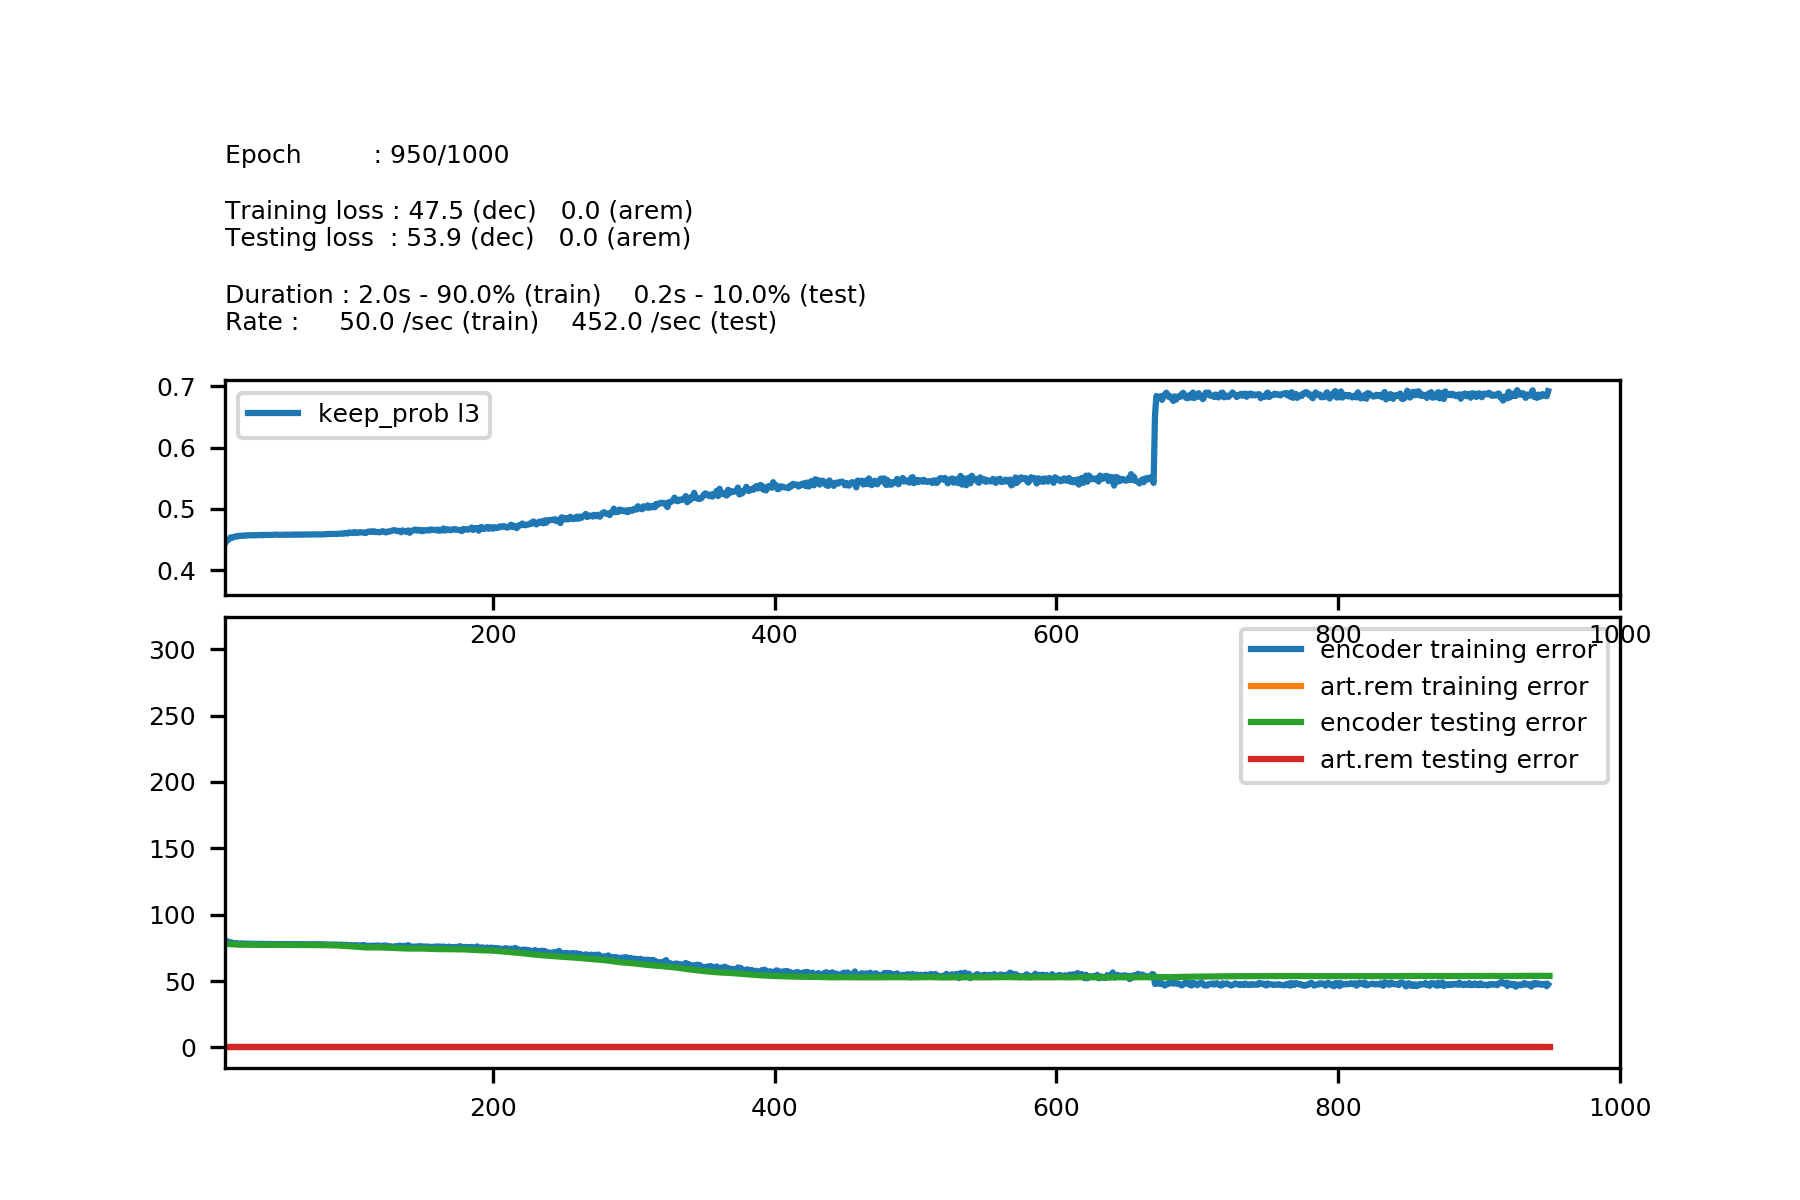 Epoch : 950/1000
Training loss : 47.5 (dec) 0.0 (arem)
Testing loss : 53.9 (dec) 0.0 (arem)
Duration : 2.0s - 90.0% (train) 0.2s - 10.0% (test)
Rate : 50.0 /sec (train) 452.0 /sec (test)
0.7
keep_prob l3
0.6
0.5
0.4
200 400 600 800 1000
300
encoder training error
art.rem training error
encoder testing error
art.rem testing error
250
200
150
100
50
0
200 400 600 800 1000